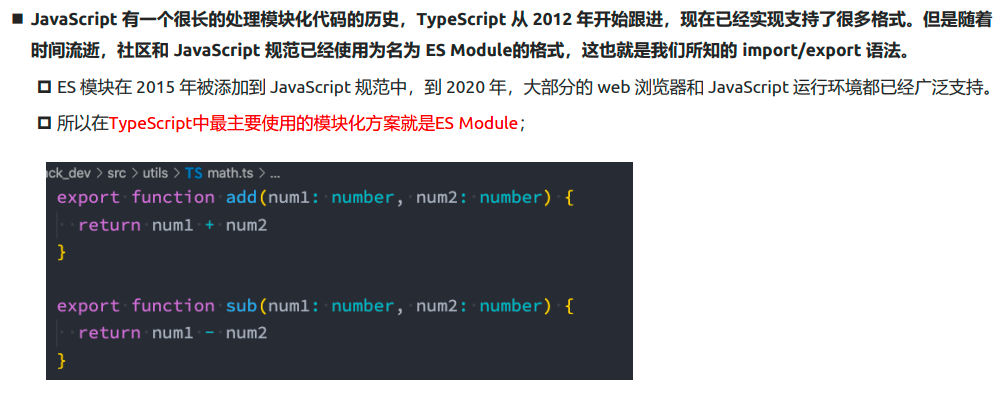 ■ JavaScript 有一个很长的处理模块化代码的历史，TypeScript 从 2012 年开始跟进，现在已经实现支持了很多格式。但是随着
时间流逝，社区和 JavaScript 规范已经使用为名为 ES Module的格式，这也就是我们所知的 import/export 语法。
ES 模块在 2015 年被添加到 JavaScript 规范中，到 2020 年，大部分的 web 浏览器和 JavaScript 运行环境都已经广泛支持。
所以在TypeScript中最主要使用的模块化方案就是ES Module；
ck_dev > src > utils > TS math.ts > ...
export function add(num1: number, num2: number) {
  return num1 + num2
}
export function sub(num1: number, num2: number) {
  return num1 - num2
}